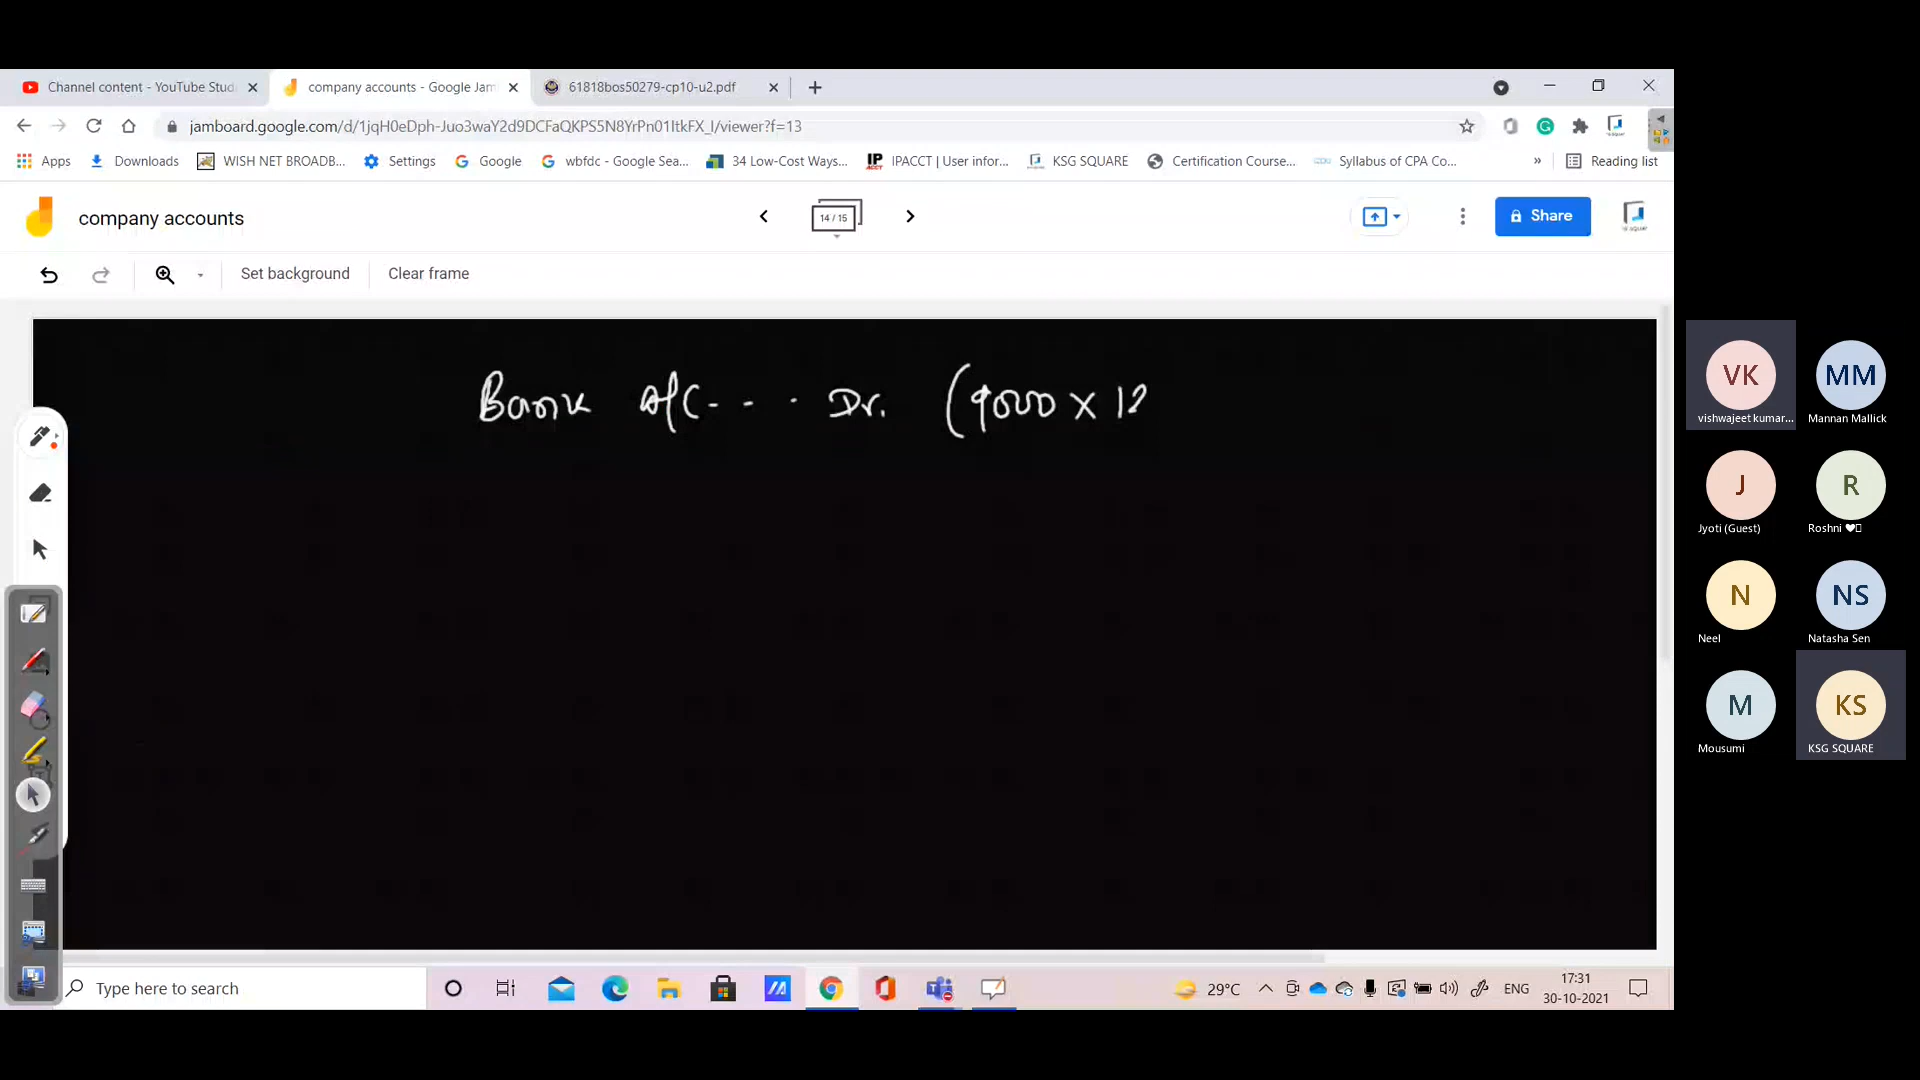 Channel content - YouTube Stud
company accounts - Google Jam
61818bos50279-cp10-u2.pdf
jamboard.google.com/d/1jqH0eDph-Juo3waY2d9DCFaQKPS5N8YrPn01ItkFX_I/viewer?f=13
Apps Downloads WISH NET BROADB... Settings Google wbfdc - Google Sea... 34 Low-Cost Ways... IPACCT | User infor... KSG SQUARE Certification Course... Syllabus of CPA Co... » Reading list
company accounts
14 / 15
Share
Set background Clear frame
Bank A/C - - - Dr. (9000 x 12
VK MM
vishwajeet kumar... Mannan Mallick
J R
Jyoti (Guest) Roshni ❤
N NS
Neel Natasha Sen
M KS
Mousumi KSG SQUARE
Type here to search
29°C ENG
17:31
30-10-2021